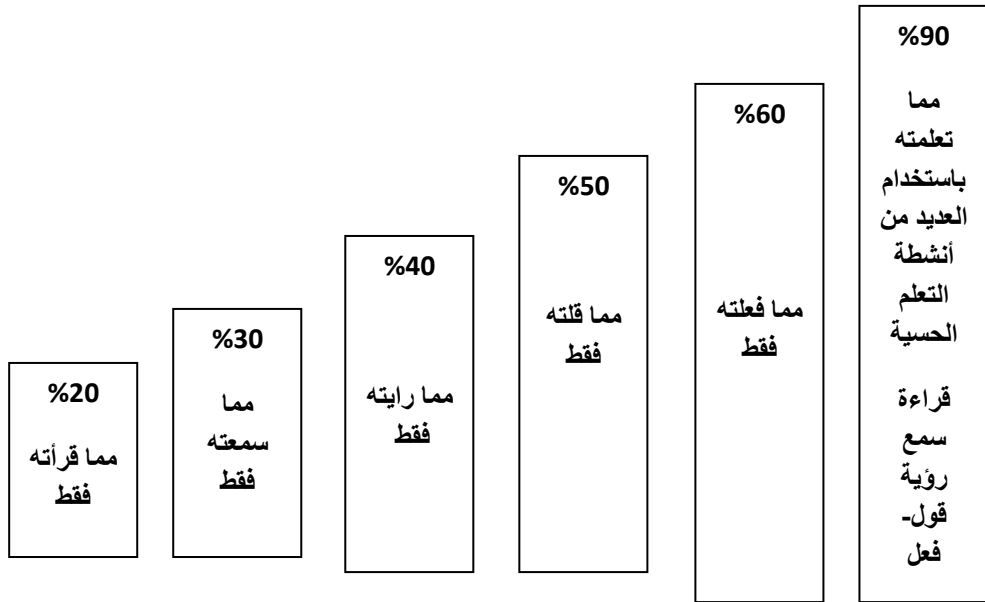 %20
مما قرأته
فقط
%30
مما
سمعته
فقط
%40
مما رايته
فقط
%50
مما قلته
فقط
%60
مما فعلته
فقط
%90
مما
تعلمته
باستخدام
العديد من
أنشطة
التعلم
الحسية
قراءة
سمع
رؤية
قول-
فعل